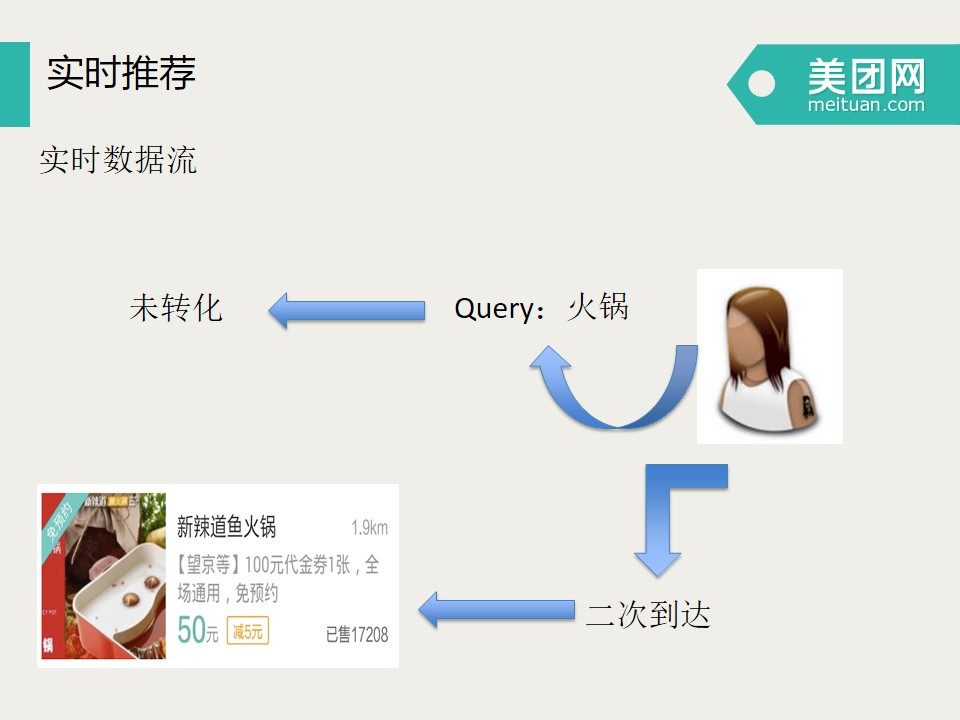 实时推荐
美团网
meituan.com
实时数据流
未转化
Query：火锅
免预约
新辣道鱼火锅
1.9km
【望京等】100元代金券1张，全
场通用，免预约
50元
减5元
已售17208
锅
二次到达